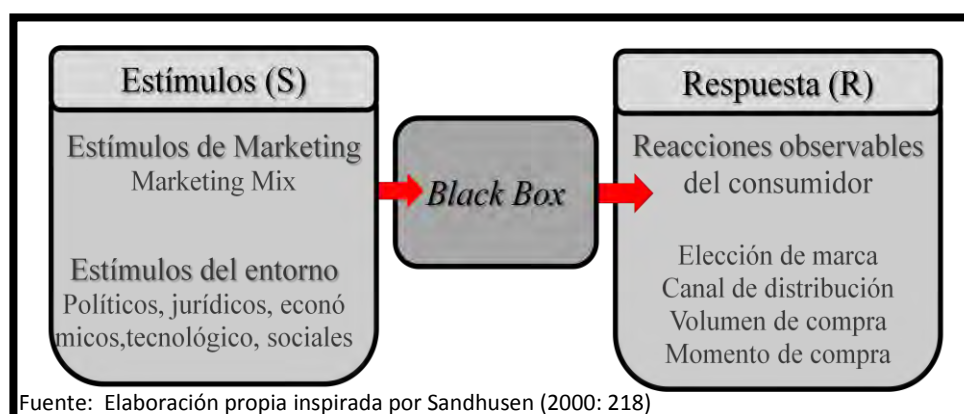 Estímulos (S)
Estímulos de Marketing
Marketing Mix
Estímulos del entorno
Políticos, jurídicos, econó
micos,tecnológico, sociales
Black Box
Respuesta (R)
Reacciones observables
del consumidor
Elección de marca
Canal de distribución
Volumen de compra
Momento de compra
Fuente: Elaboración propia inspirada por Sandhusen (2000: 218)